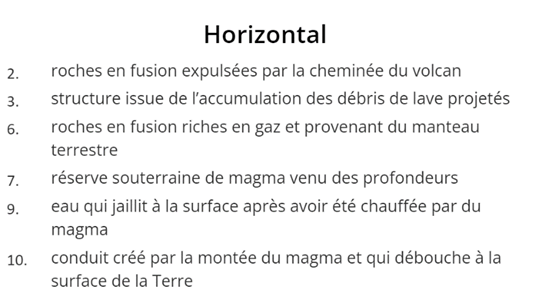 Horizontal
2. roches en fusion expulsées par la cheminée du volcan
3. structure issue de l’accumulation des débris de lave projetés
6. roches en fusion riches en gaz et provenant du manteau
terrestre
7. réserve souterraine de magma venu des profondeurs
9. eau qui jaillit à la surface après avoir été chauffée par du
magma
10. conduit créé par la montée du magma et qui débouche à la
surface de la Terre